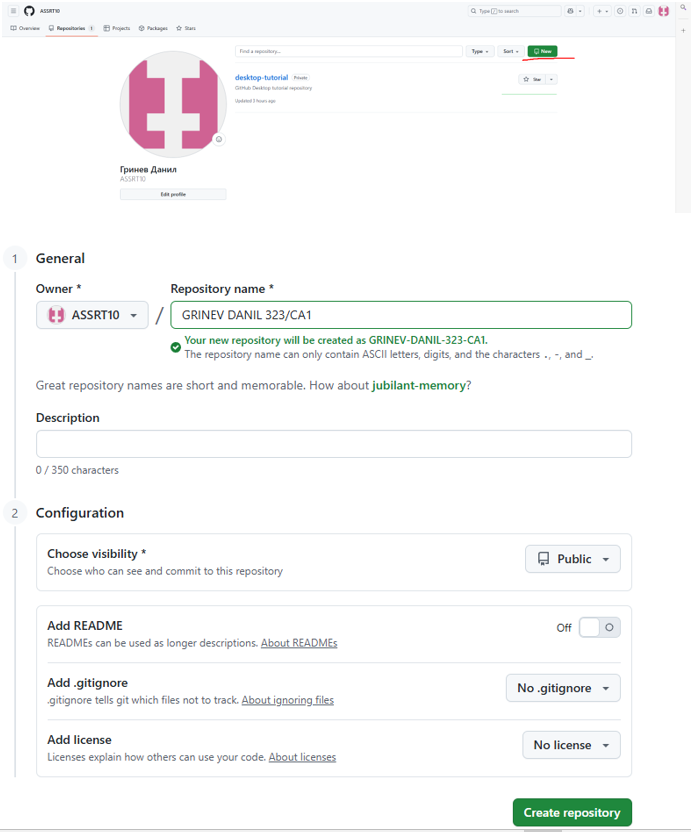 ASSRT10
Type / to search
Overview Repositories 1 Projects Packages Stars
Find a repository... Type Sort New
desktop-tutorial Private
Star
GitHub Desktop tutorial repository
Updated 5 hours ago
Гринев Данил
ASSRT10
Edit profile
1 General
Owner * Repository name *
ASSRT10 / GRINEV DANIL 323/CA1
Your new repository will be created as GRINEV-DANIL-323-CA1.
The repository name can only contain ASCII letters, digits, and the characters ., -, and _.
Great repository names are short and memorable. How about jubilant-memory?
Description
0 / 350 characters
2 Configuration
Choose visibility *
Public
Choose who can see and commit to this repository
Add README
Off
READMEs can be used as longer descriptions. About READMEs
Add .gitignore
No .gitignore
.gitignore tells git which files not to track. About ignoring files
Add license
No license
Licenses explain how others can use your code. About licenses
Create repository